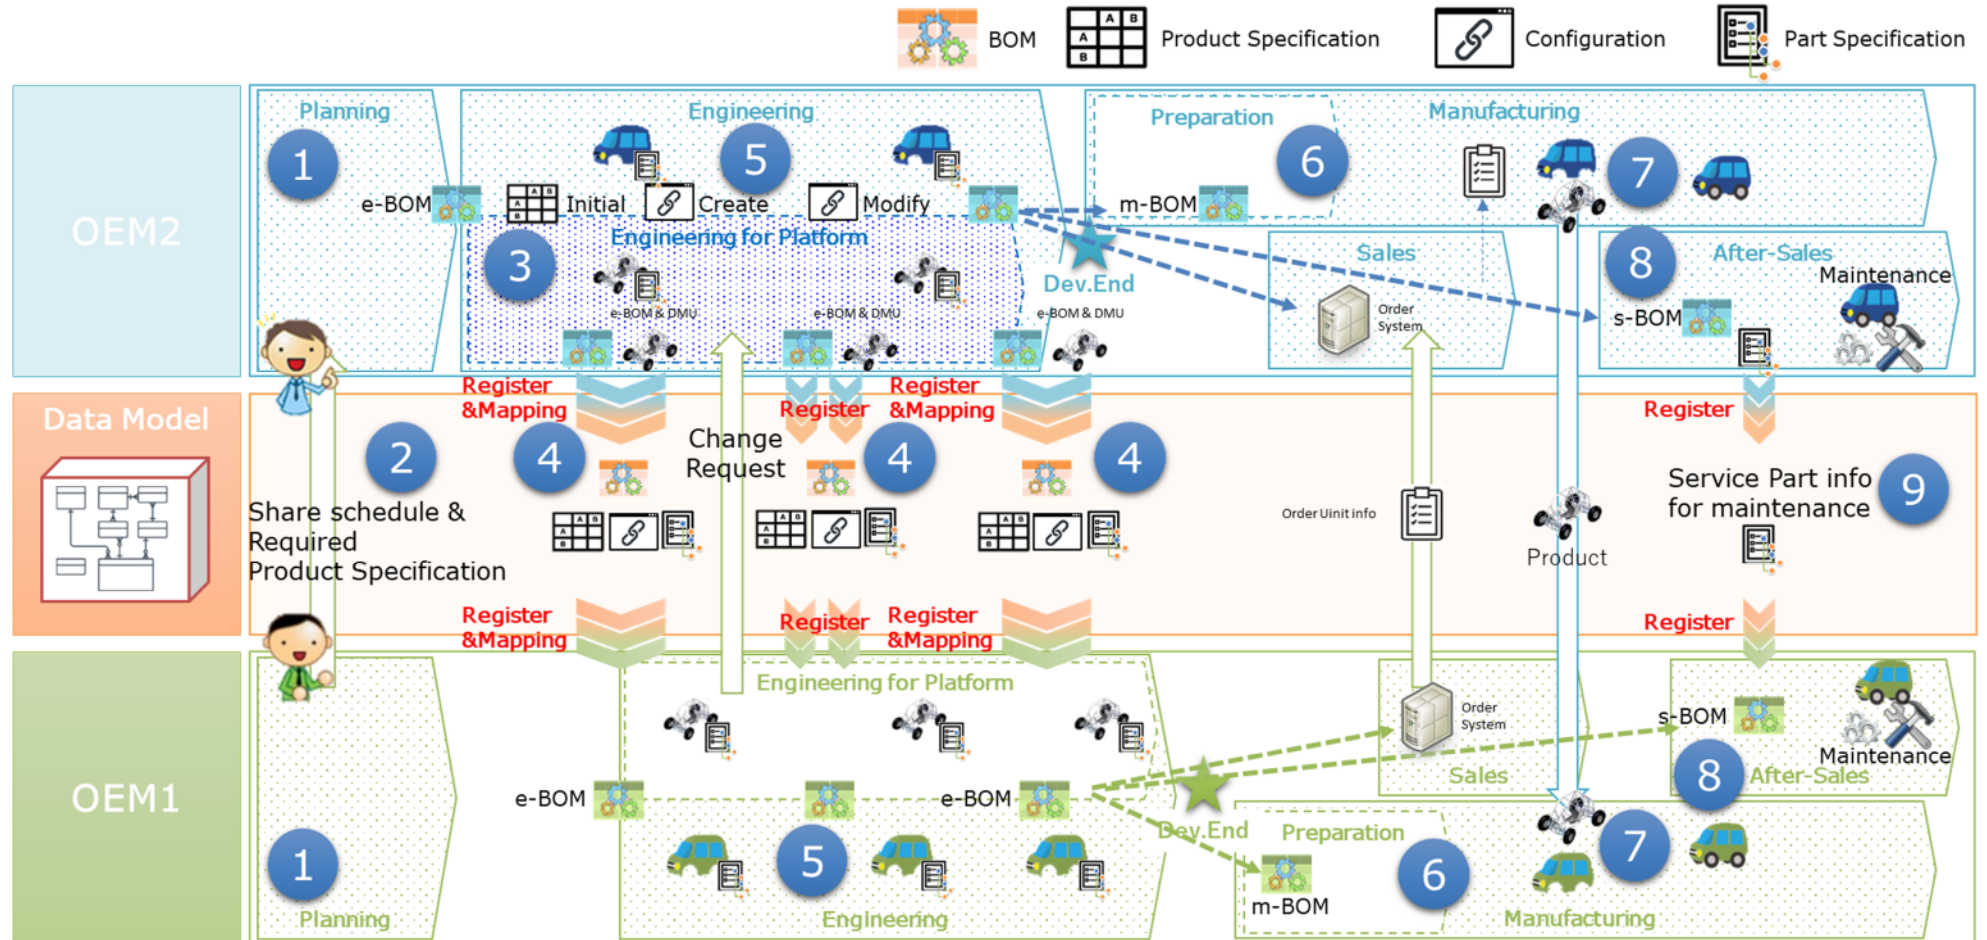 BOM
Product Specification
Configuration
Part Specification
A B
A
B
OEM2
Planning
1
Engineering
5
e-BOM
A B
A
B
Initial
Create
Modify
Engineering for Platform
3
e-BOM & DMU
e-BOM & DMU
e-BOM & DMU
Dev.End
Preparation
6
m-BOM
Manufacturing
7
Sales
Order
System
8
After-Sales
Maintenance
s-BOM
Data Model
Register
&Mapping
Register
Register
&Mapping
Register
2
4
Change
Request
4
4
Share schedule &
Required
Product Specification
A B
A
B
A B
A
B
A B
A
B
Order Uinit info
Product
Service Part info
for maintenance
9
Register
&Mapping
Register
Register
&Mapping
Register
OEM1
1
Planning
Engineering for Platform
e-BOM
e-BOM
5
Engineering
Dev.End
Order
System
Sales
s-BOM
Maintenance
8
After-Sales
Preparation
6
m-BOM
7
Manufacturing